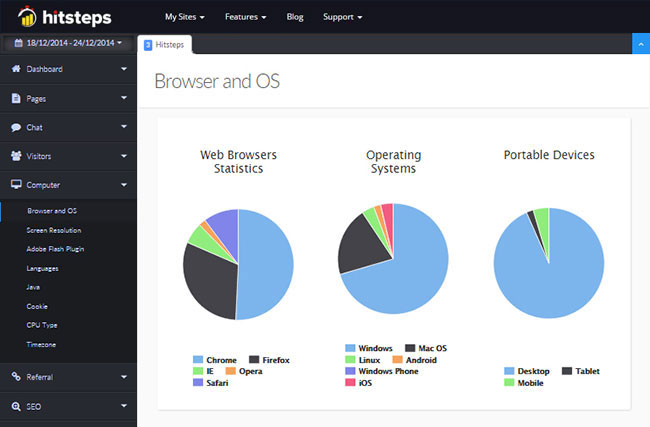 hitsteps
My Sites Features Blog Support
18/12/2014 - 24/12/2014
3 Hitsteps
Dashboard
Pages
Chat
Visitors
Computer
Browser and OS
Screen Resolution
Adobe Flash Plugin
Languages
Java
Cookie
CPU Type
Timezone
Referral
SEO
Browser and OS
Web Browsers
Statistics
Chrome Firefox
IE Opera
Safari
Operating
Systems
Windows Mac OS
Linux Android
Windows Phone
iOS
Portable Devices
Desktop Tablet
Mobile